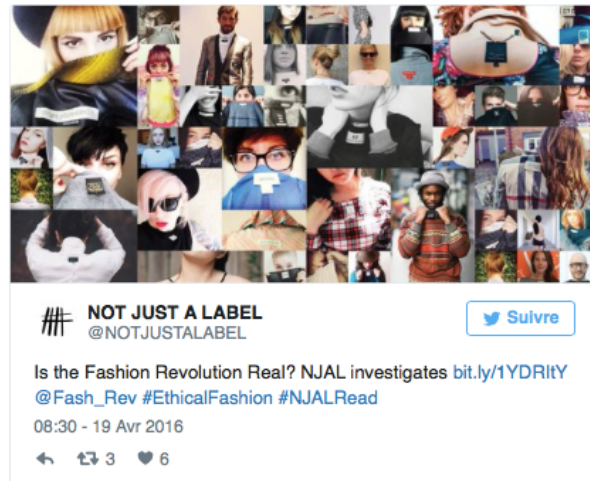 NOT JUST A LABEL
@NOTJUSTALABEL
Suivre
Is the Fashion Revolution Real? NJAL investigates bit.ly/1YDRItY
@Fash_Rev #EthicalFashion #NJALRead
08:30 - 19 Avr 2016
3 6